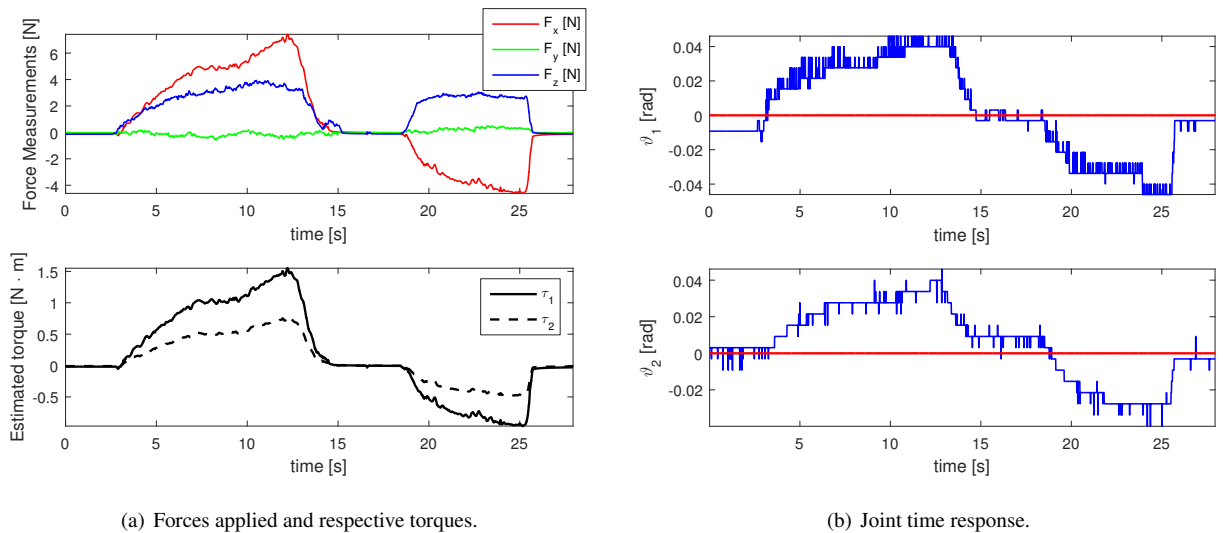 F_x [N]
F_y [N]
F_z [N]
Force Measurements [N]
6
4
2
0
-2
-4
0 5 10 15 20 25
time [s]
Estimated torque [N · m]
1.5
1
0.5
0
-0.5
τ_1
τ_2
0 5 10 15 20 25
time [s]
(a) Forces applied and respective torques.
ϑ_1 [rad]
0.04
0.02
0
-0.02
-0.04
0 5 10 15 20 25
time [s]
ϑ_2 [rad]
0.04
0.02
0
-0.02
5 10 15 20 25
time [s]
(b) Joint time response.